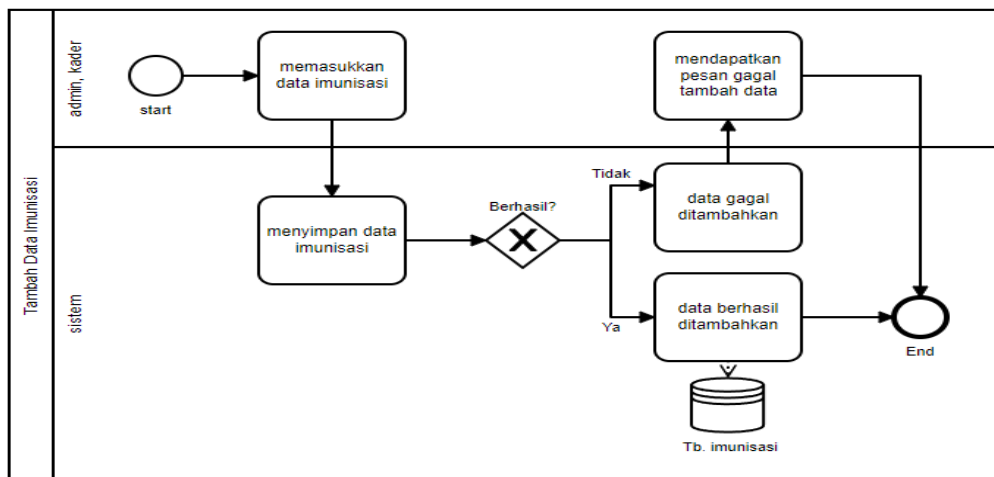 Tambah Data Imunisasi
admin, kader
start
memasukkan
data imunisasi
mendapatkan
pesan gagal
tambah data
sistem
menyimpan data
imunisasi
Berhasil?
Tidak
data gagal
ditambahkan
Ya
data berhasil
ditambahkan
End
Tb. imunisasi